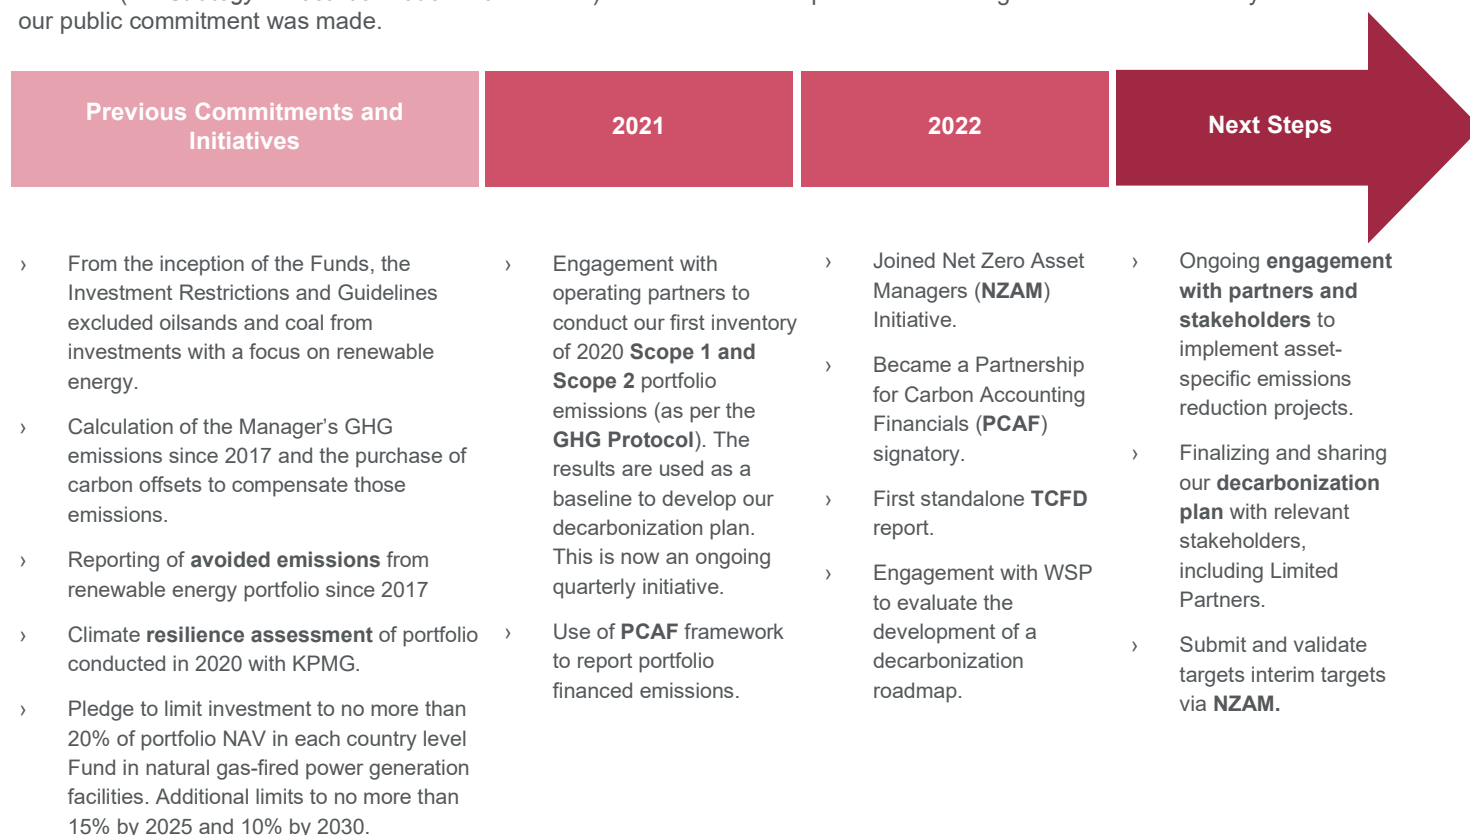 our public commitment was made.
Previous Commitments and
Initiatives
2021
2022
Next Steps
› From the inception of the Funds, the
Investment Restrictions and Guidelines
excluded oilsands and coal from
investments with a focus on renewable
energy.
› Calculation of the Manager’s GHG
emissions since 2017 and the purchase of
carbon offsets to compensate those
emissions.
› Reporting of avoided emissions from
renewable energy portfolio since 2017
› Climate resilience assessment of portfolio
conducted in 2020 with KPMG.
› Pledge to limit investment to no more than
20% of portfolio NAV in each country level
Fund in natural gas-fired power generation
facilities. Additional limits to no more than
15% by 2025 and 10% by 2030.
› Engagement with
operating partners to
conduct our first inventory
of 2020 Scope 1 and
Scope 2 portfolio
emissions (as per the
GHG Protocol). The
results are used as a
baseline to develop our
decarbonization plan.
This is now an ongoing
quarterly initiative.
› Use of PCAF framework
to report portfolio
financed emissions.
› Joined Net Zero Asset
Managers (NZAM)
Initiative.
› Became a Partnership
for Carbon Accounting
Financials (PCAF)
signatory.
› First standalone TCFD
report.
› Engagement with WSP
to evaluate the
development of a
decarbonization
roadmap.
› Ongoing engagement
with partners and
stakeholders to
implement asset-
specific emissions
reduction projects.
› Finalizing and sharing
our decarbonization
plan with relevant
stakeholders,
including Limited
Partners.
› Submit and validate
targets interim targets
via NZAM.